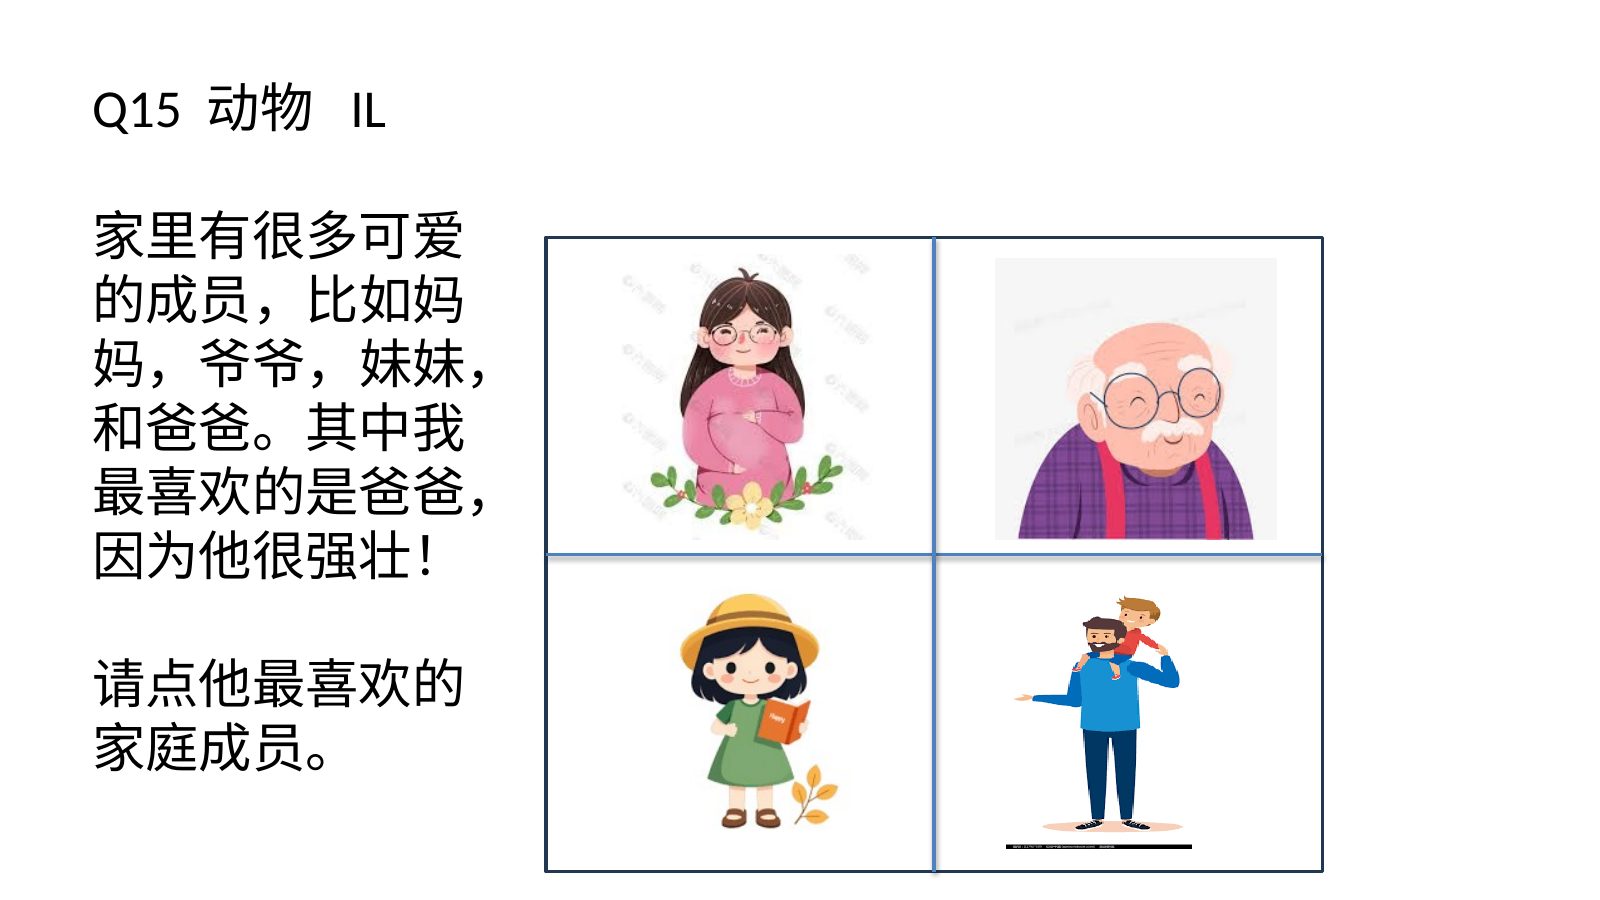 Q15 动物 IL
家里有很多可爱
的成员，比如妈
妈，爷爷，妹妹，
和爸爸。其中我
最喜欢的是爸爸，
因为他很强壮！
请点他最喜欢的
家庭成员。
Happy